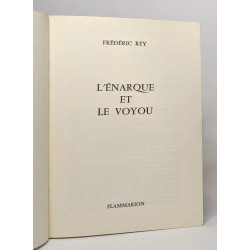 FRÉDÉRIC REY
L'ÉNARQUE
ET
LE VOYOU
FLAMMARION